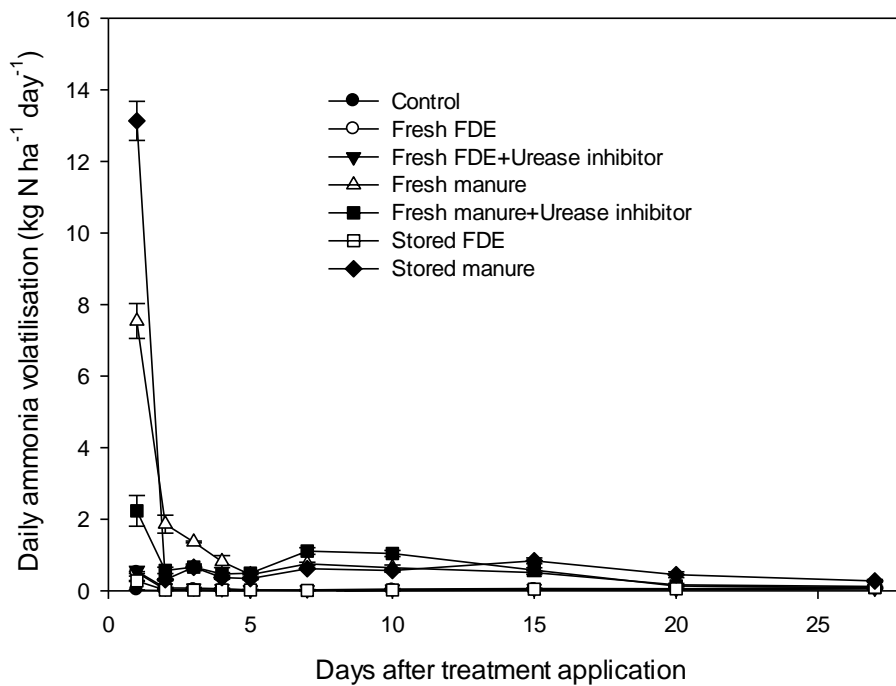 16
14
12
10
8
6
4
2
0
Daily ammonia volatilisation (kg N ha⁻¹ day⁻¹)
Control
Fresh FDE
Fresh FDE+Urease inhibitor
Fresh manure
Fresh manure+Urease inhibitor
Stored FDE
Stored manure
0 5 10 15 20 25
Days after treatment application